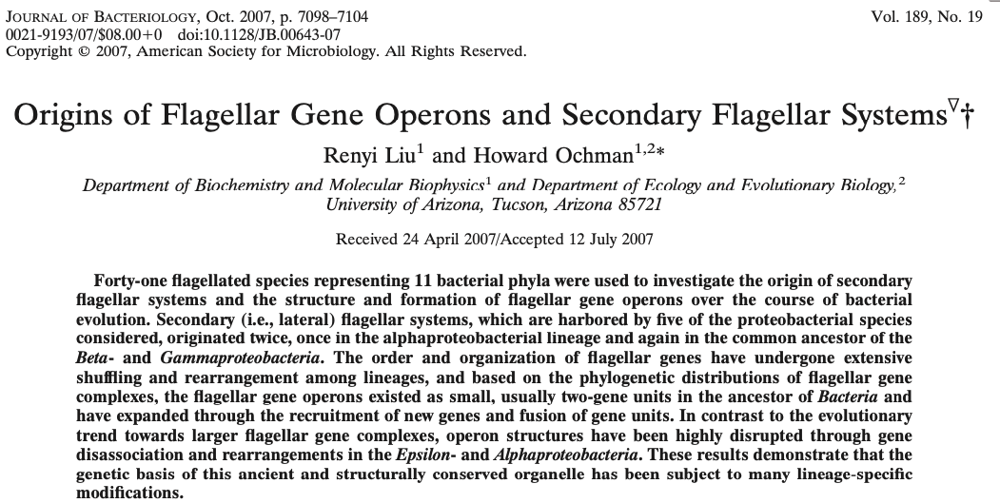 JOURNAL OF BACTERIOLOGY, Oct. 2007, p. 7098–7104 Vol. 189, No. 19
0021-9193/07/$08.00+0 doi:10.1128/JB.00643-07
Copyright © 2007, American Society for Microbiology. All Rights Reserved.
Origins of Flagellar Gene Operons and Secondary Flagellar Systems▽†
Renyi Liu1 and Howard Ochman1,2*
Department of Biochemistry and Molecular Biophysics1 and Department of Ecology and Evolutionary Biology,2
University of Arizona, Tucson, Arizona 85721
Received 24 April 2007/Accepted 12 July 2007
Forty-one flagellated species representing 11 bacterial phyla were used to investigate the origin of secondary
flagellar systems and the structure and formation of flagellar gene operons over the course of bacterial
evolution. Secondary (i.e., lateral) flagellar systems, which are harbored by five of the proteobacterial species
considered, originated twice, once in the alphaproteobacterial lineage and again in the common ancestor of the
Beta- and Gammaproteobacteria. The order and organization of flagellar genes have undergone extensive
shuffling and rearrangement among lineages, and based on the phylogenetic distributions of flagellar gene
complexes, the flagellar gene operons existed as small, usually two-gene units in the ancestor of Bacteria and
have expanded through the recruitment of new genes and fusion of gene units. In contrast to the evolutionary
trend towards larger flagellar gene complexes, operon structures have been highly disrupted through gene
disassociation and rearrangements in the Epsilon- and Alphaproteobacteria. These results demonstrate that the
genetic basis of this ancient and structurally conserved organelle has been subject to many lineage-specific
modifications.